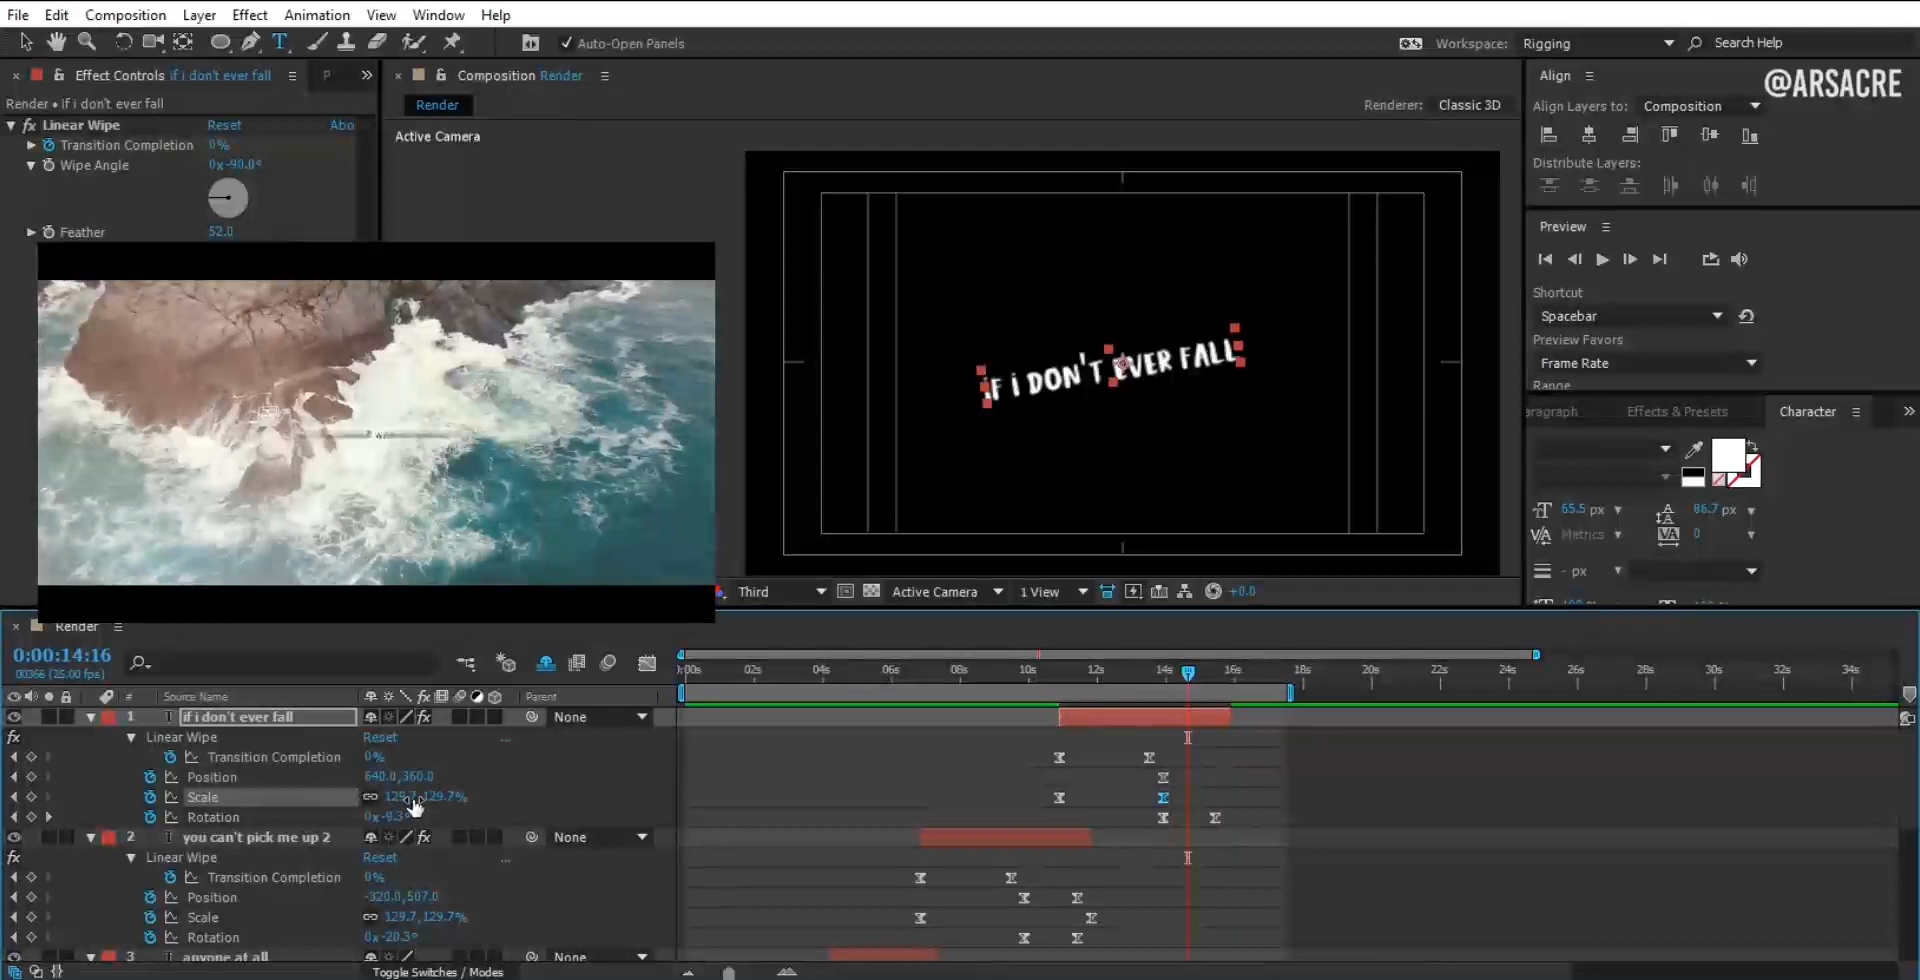 File Edit Composition Layer Effect Animation View Window Help
Auto-Open Panels
Workspace: Rigging
Search Help
Effect Controls if i don't ever fall
P
Composition Render
Align
@ARSACRE
Render • if i don't ever fall
Render
Renderer: Classic 3D
Align Layers to: Composition
fx Linear Wipe Reset Abo
Active Camera
Transition Completion 0%
Wipe Angle 0x-90.0°
Distribute Layers:
Feather 52.0
Preview
Shortcut
Spacebar
Preview Favors
Frame Rate
Range
IF i DON'T EVER FALL
aragraph Effects & Presets Character
65.5 px 86.7 px
Metrics 0
- px
Third Active Camera 1 View +0.0
Render
0:00:14:16
00366 (25.00 fps)
:00s 02s 04s 06s 08s 10s 12s 14s 16s 18s 20s 22s 24s 26s 28s 30s 32s 34s
# Source Name fx Parent
1 T if i don't ever fall fx None
fx Linear Wipe Reset ...
Transition Completion 0%
Position 640.0,360.0
Scale 129.7,129.7%
Rotation 0x-9.3°
2 T you can't pick me up 2 fx None
fx Linear Wipe Reset ...
Transition Completion 0%
Position -320.0,507.0
Scale 129.7,129.7%
Rotation 0x-20.3°
3 T anyone at all None
Toggle Switches / Modes